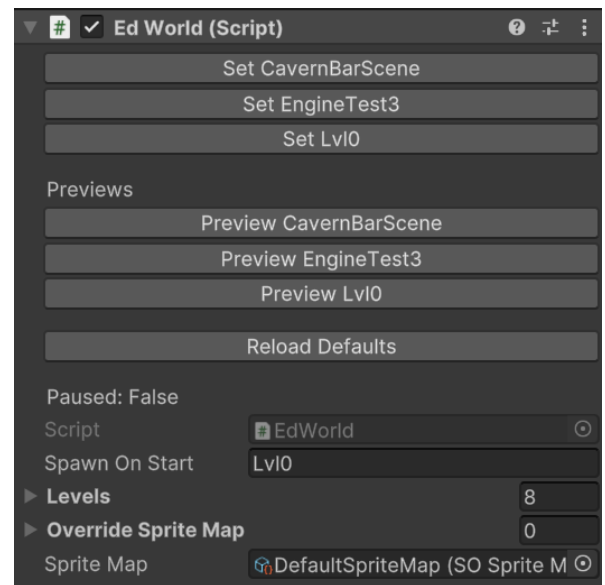 # Ed World (Script)
Set CavernBarScene
Set EngineTest3
Set Lvl0
Previews
Preview CavernBarScene
Preview EngineTest3
Preview Lvl0
Reload Defaults
Paused: False
Script # EdWorld
Spawn On Start Lvl0
Levels 8
Override Sprite Map 0
Sprite Map DefaultSpriteMap (SO Sprite M